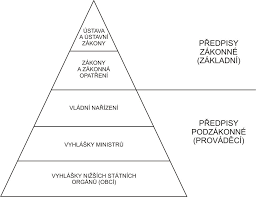 ÚSTAVA
A ÚSTAVNÍ
ZÁKONY
ZÁKONY
A ZÁKONNÁ
OPATŘENÍ
VLÁDNÍ NAŘÍZENÍ
VYHLÁŠKY MINISTRŮ
VYHLÁŠKY NIŽŠÍCH STÁTNÍCH
ORGÁNŮ (OBCÍ)
PŘEDPISY
ZÁKONNÉ
(ZÁKLADNÍ)
PŘEDPISY
PODZÁKONNÉ
(PROVÁDĚCÍ)